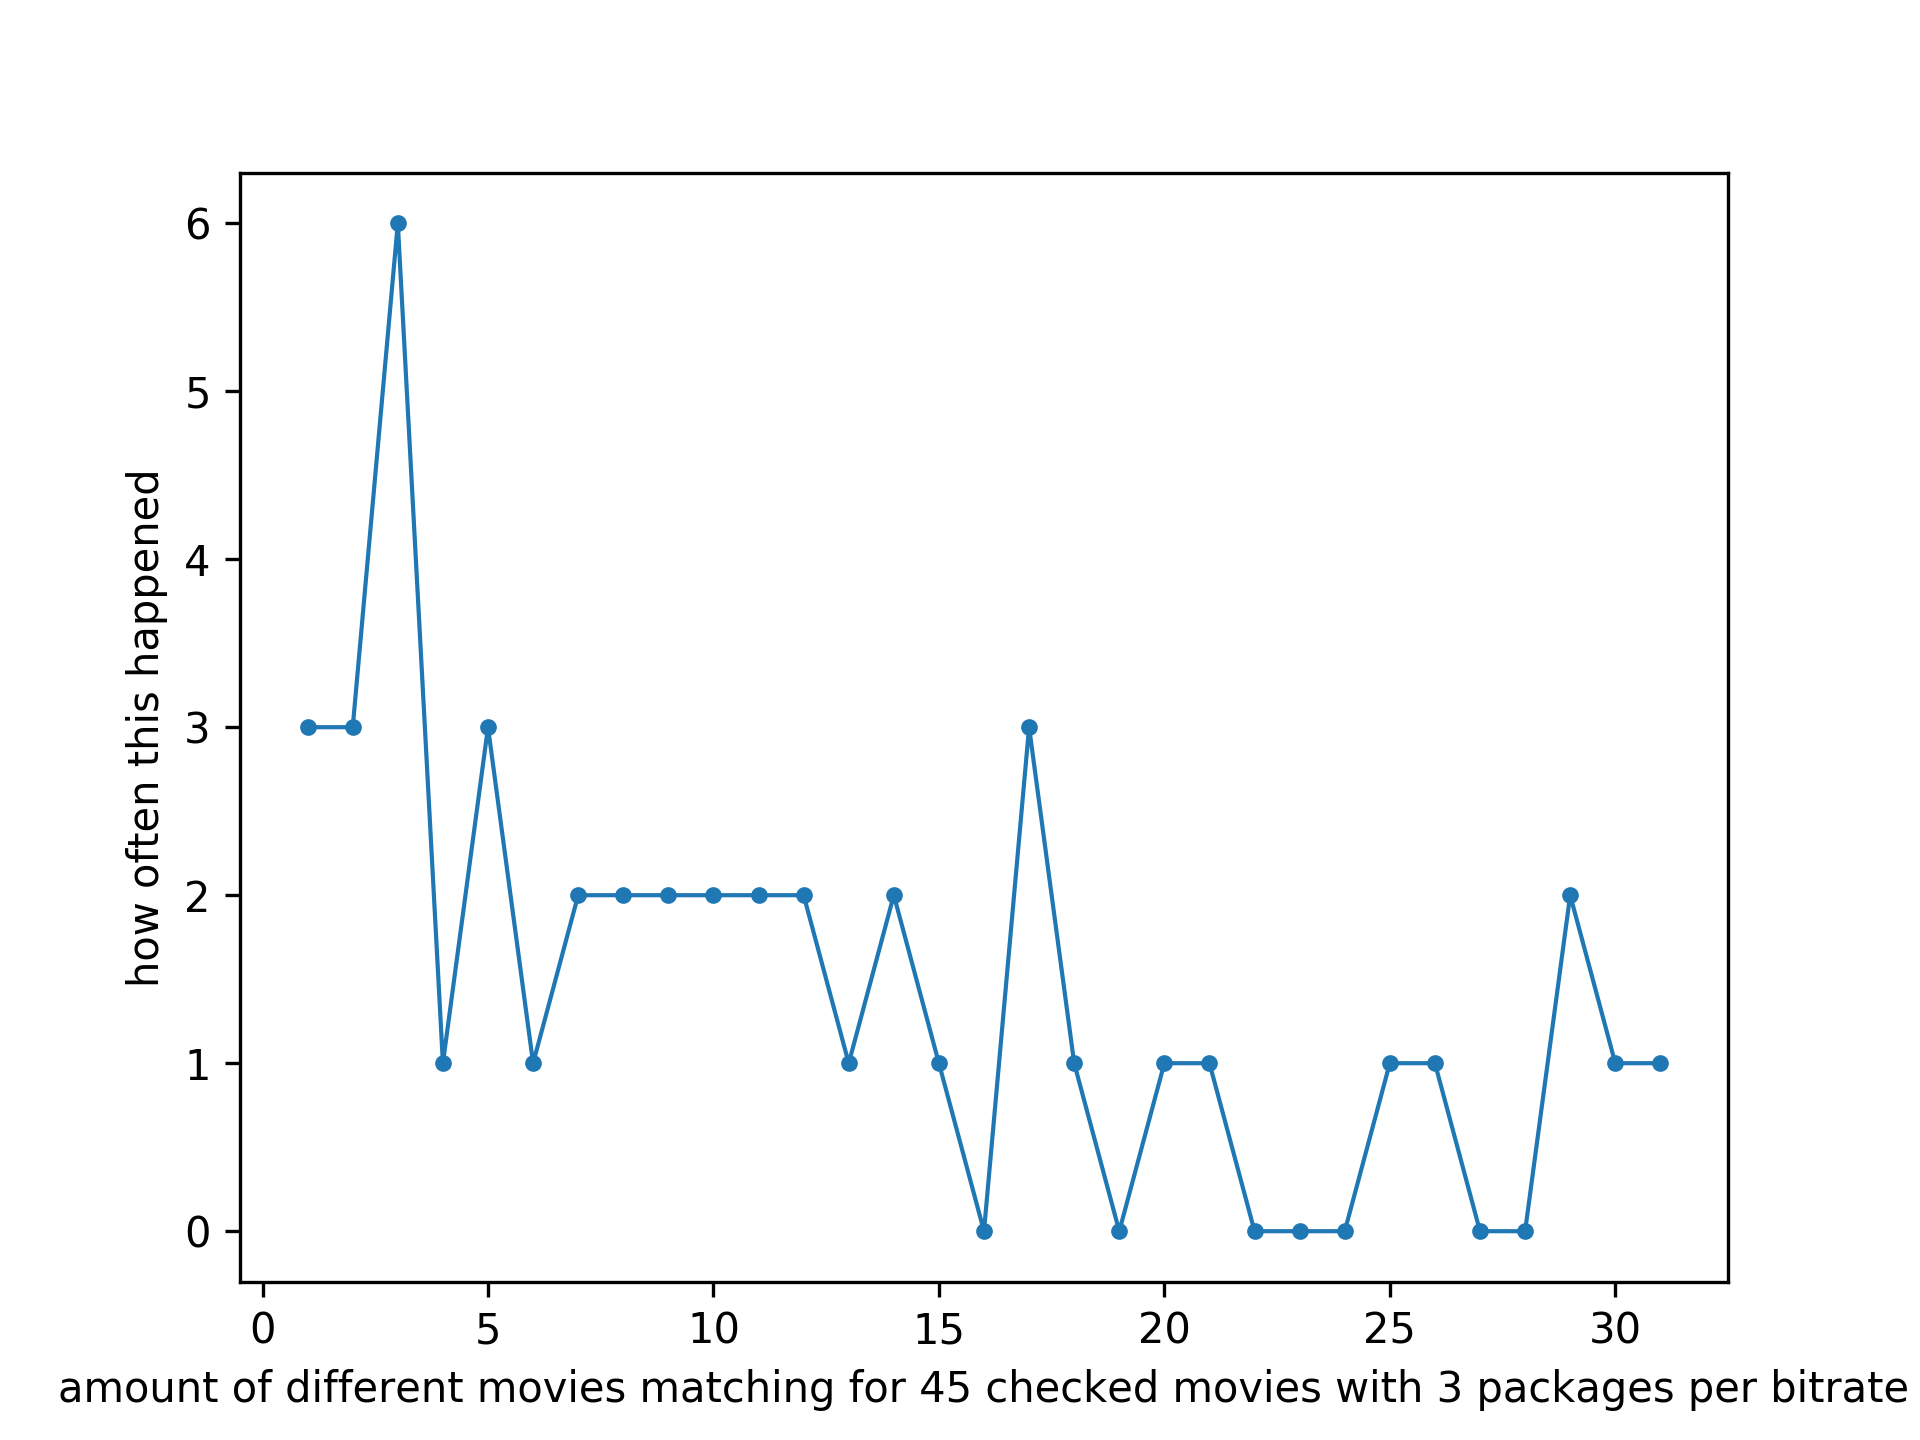 6
5
4
3
2
1
0
how often this happened
0 5 10 15 20 25 30
amount of different movies matching for 45 checked movies with 3 packages per bitrate